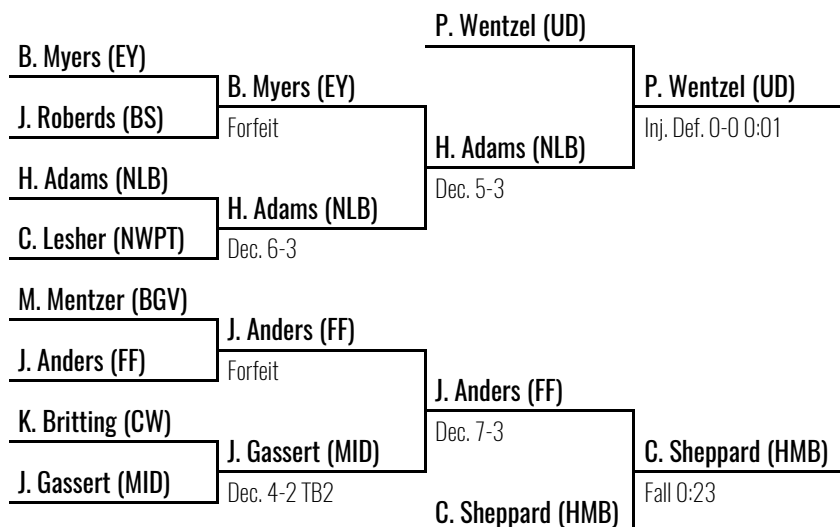 P. Wentzel (UD)
B. Myers (EY)
B. Myers (EY)
P. Wentzel (UD)
J. Roberds (BS)
Forfeit
Inj. Def. 0-0 0:01
H. Adams (NLB)
H. Adams (NLB)
Dec. 5-3
H. Adams (NLB)
C. Lesher (NWPT)
Dec. 6-3
M. Mentzer (BGV)
J. Anders (FF)
J. Anders (FF)
Forfeit
J. Anders (FF)
K. Britting (CW)
Dec. 7-3
J. Gassert (MID)
C. Sheppard (HMB)
J. Gassert (MID)
Dec. 4-2 TB2
Fall 0:23
C. Sheppard (HMB)